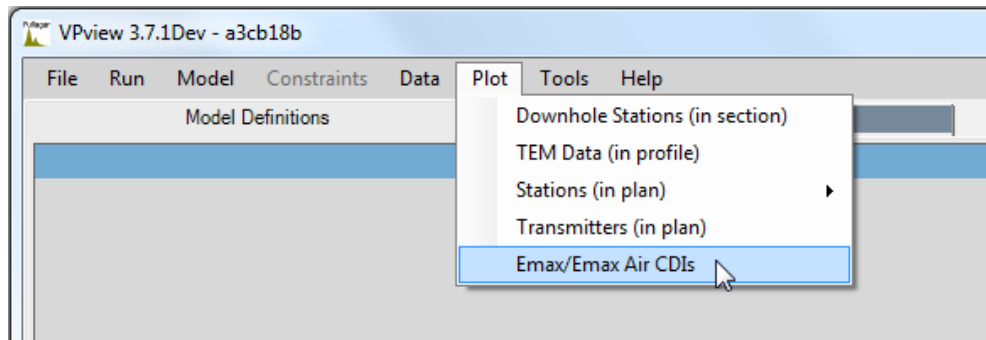 VPview 3.7.1Dev - a3cb18b
File Run Model Constraints Data Plot Tools Help
Model Definitions
Downhole Stations (in section)
TEM Data (in profile)
Stations (in plan)
Transmitters (in plan)
Emax/Emax Air CDIs